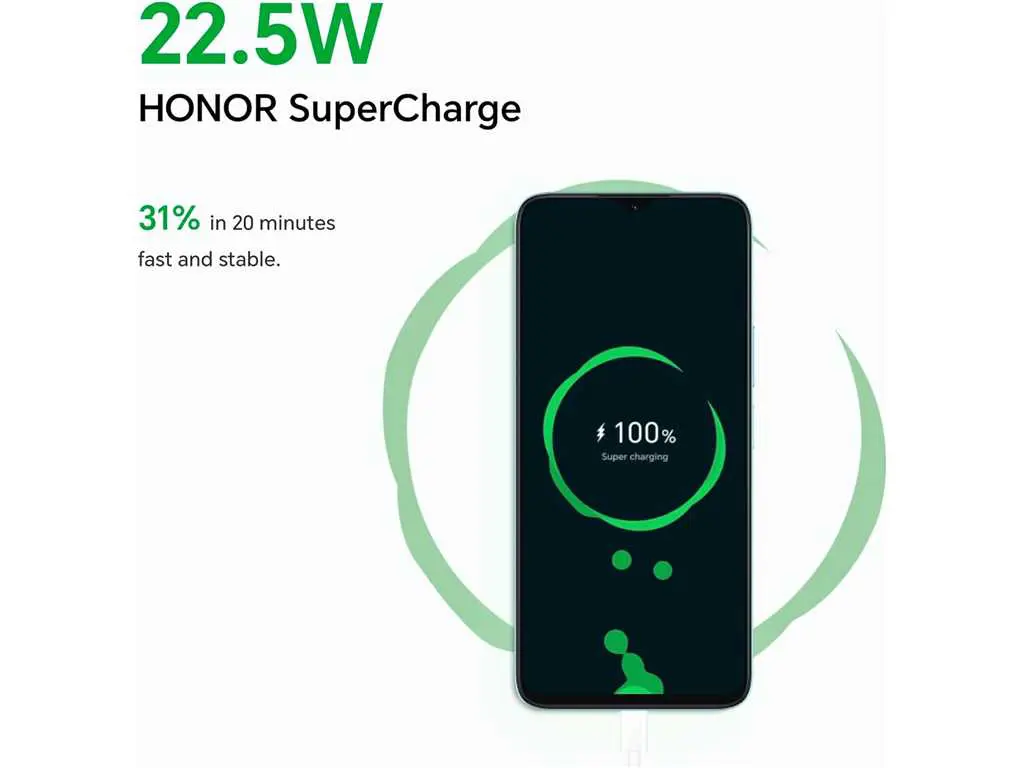 22.5W
HONOR SuperCharge
31% in 20 minutes
fast and stable.
100%
Super charging